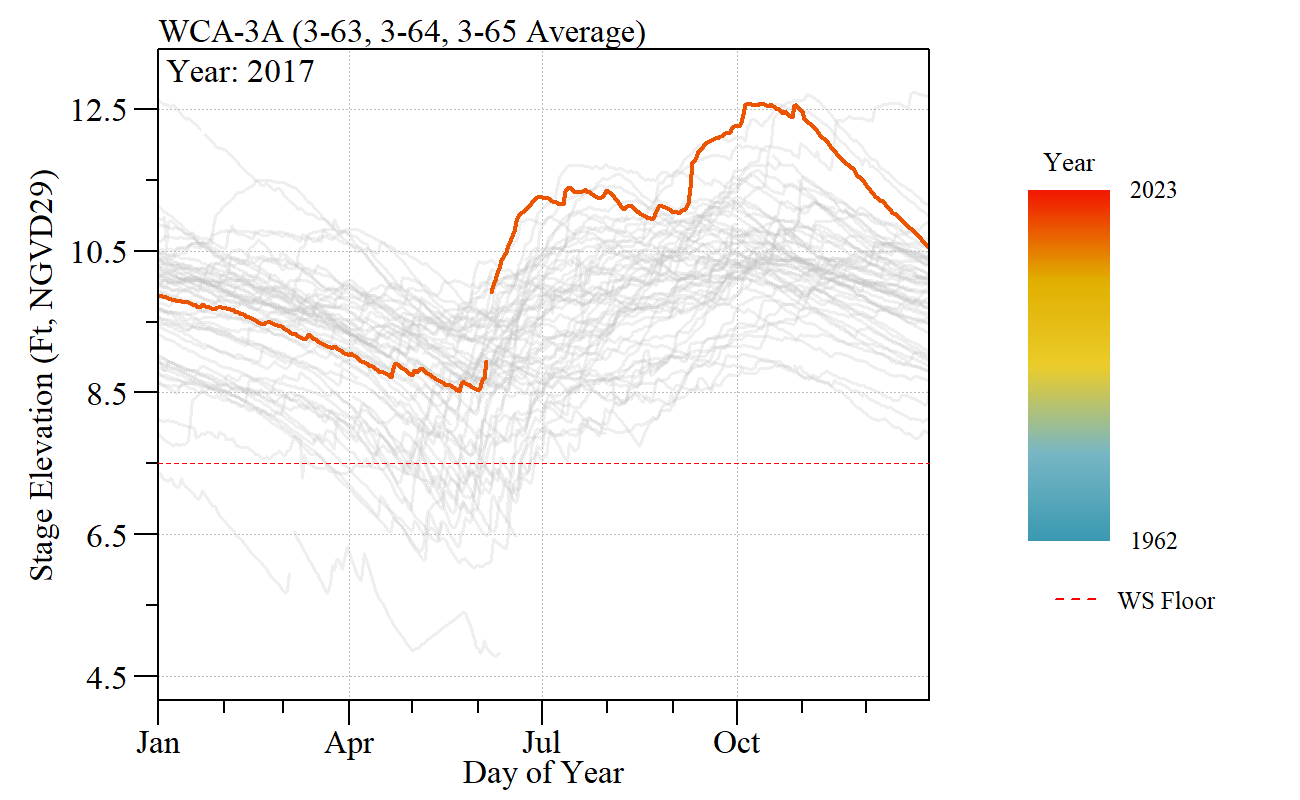 WCA-3A (3-63, 3-64, 3-65 Average)
Year: 2017
Stage Elevation (Ft, NGVD29)
12.5
10.5
8.5
6.5
4.5
Jan
Apr
Jul
Oct
Day of Year
Year
2023
1962
WS Floor